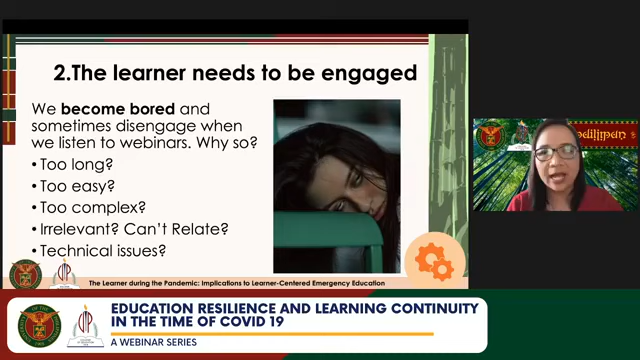 2.The learner needs to be engaged
We become bored and
sometimes disengage when
we listen to webinars. Why so?
• Too long?
• Too easy?
• Too complex?
• Irrelevant? Can't Relate?
• Technical issues?
The Learner during the Pandemic: Implications to Learner-Centered Emergency Education
EDUCATION RESILIENCE AND LEARNING CONTINUITY
IN THE TIME OF COVID 19
A WEBINAR SERIES